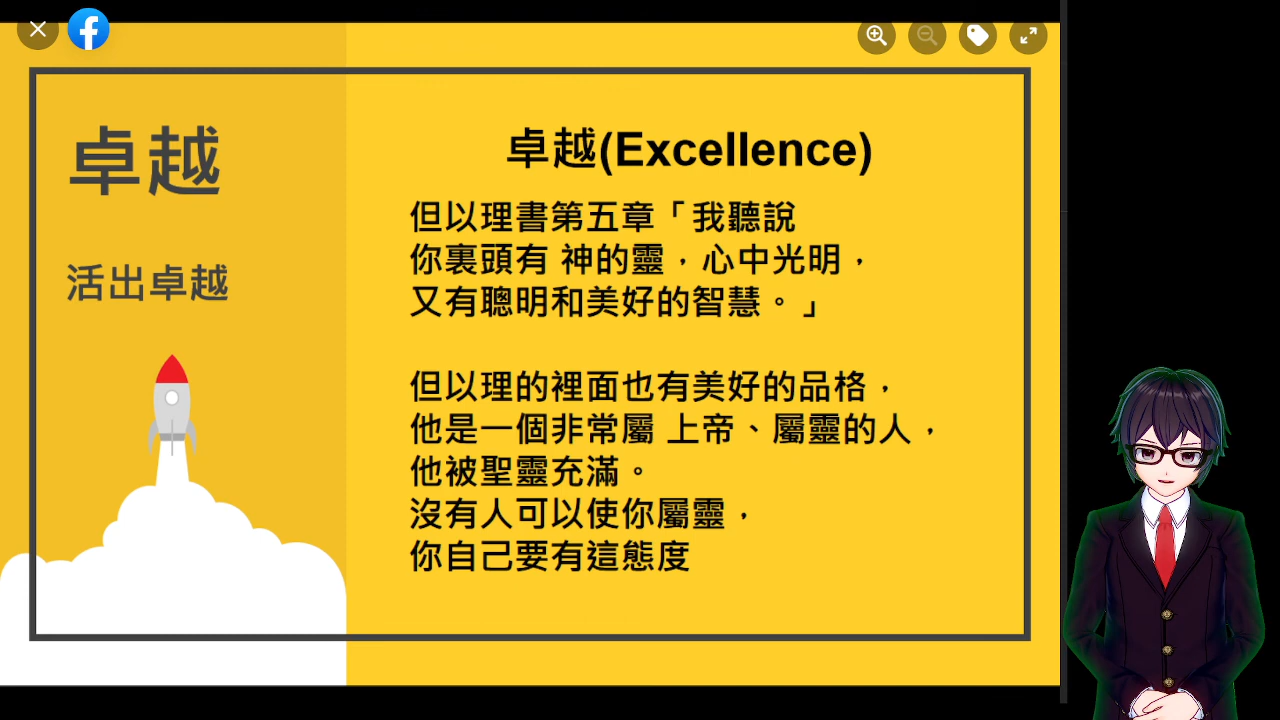 卓越
活出卓越
卓越(Excellence)
但以理書第五章「我聽說
你裏頭有 神的靈，心中光明，
又有聰明和美好的智慧。」
但以理的裡面也有美好的品格，
他是一個非常屬 上帝、屬靈的人，
他被聖靈充滿。
沒有人可以使你屬靈，
你自己要有這態度